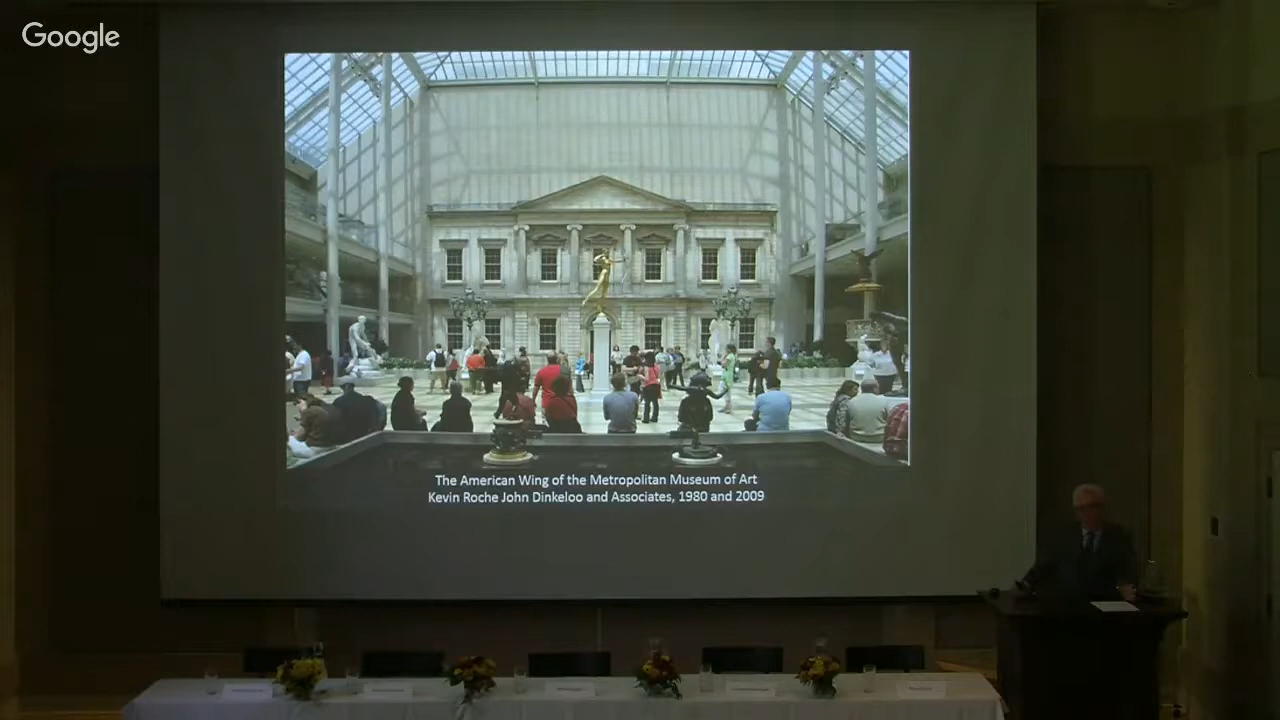 Google
The American Wing of the Metropolitan Museum of Art
Kevin Roche John Dinkeloo and Associates, 1980 and 2009